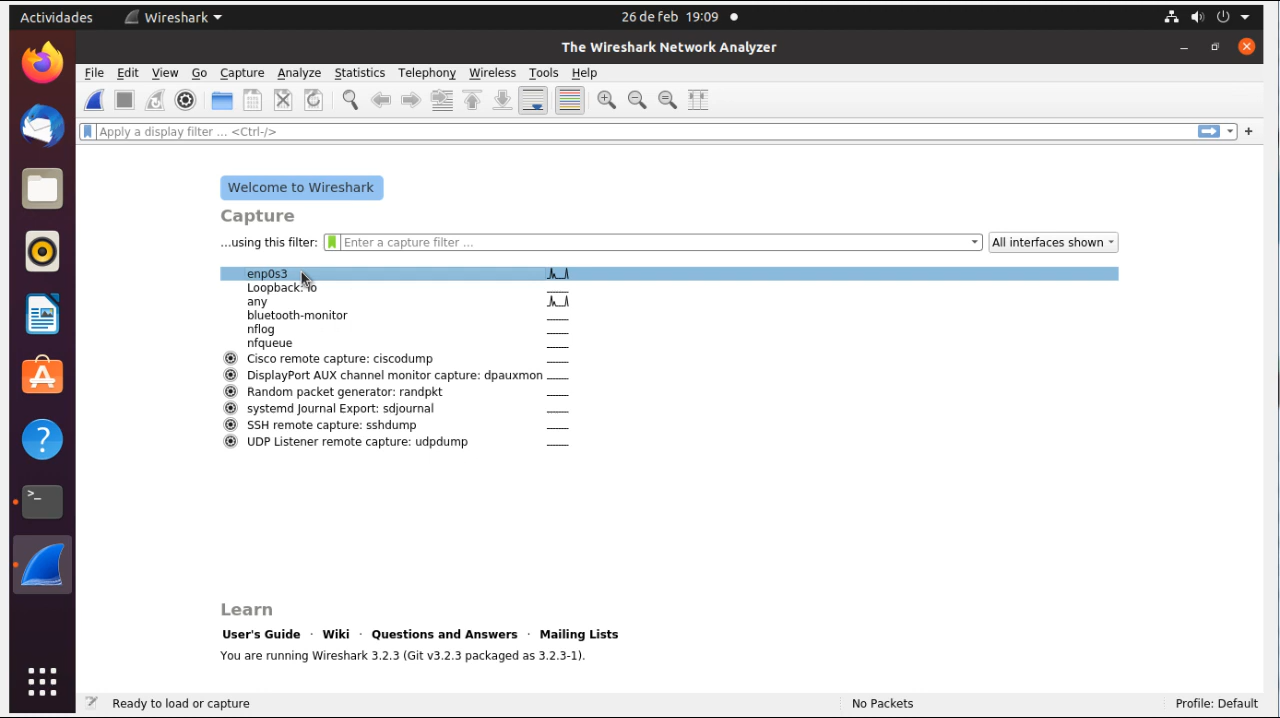 Actividades Wireshark 26 de feb 19:09
The Wireshark Network Analyzer
File Edit View Go Capture Analyze Statistics Telephony Wireless Tools Help
Apply a display filter ... <Ctrl-/> +
Welcome to Wireshark
Capture
...using this filter: Enter a capture filter ... All interfaces shown
enp0s3
Loopback: lo
any
bluetooth-monitor
nflog
nfqueue
Cisco remote capture: ciscodump
DisplayPort AUX channel monitor capture: dpauxmon
Random packet generator: randpkt
systemd Journal Export: sdjournal
SSH remote capture: sshdump
UDP Listener remote capture: udpdump
Learn
User's Guide · Wiki · Questions and Answers · Mailing Lists
You are running Wireshark 3.2.3 (Git v3.2.3 packaged as 3.2.3-1).
Ready to load or capture No Packets Profile: Default